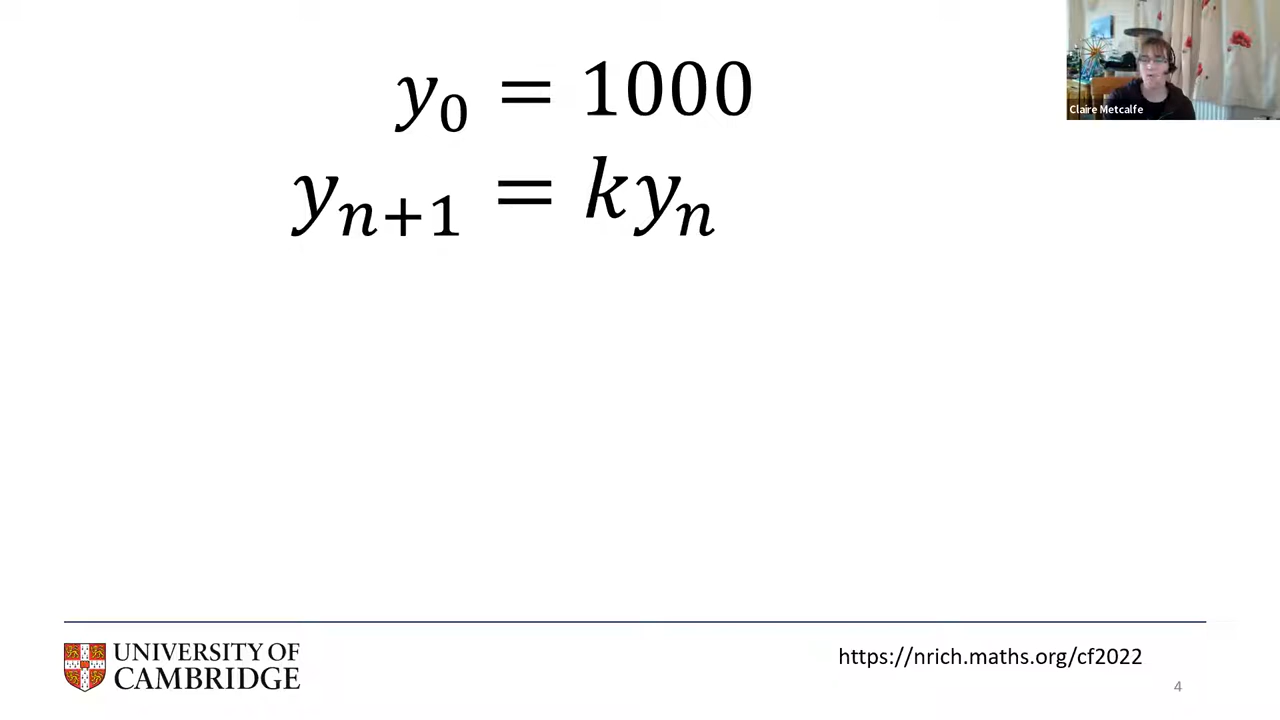 y₀ = 1000
yₙ₊₁ = kyₙ
Claire Metcalfe
UNIVERSITY OF
CAMBRIDGE
https://nrich.maths.org/cf2022
4